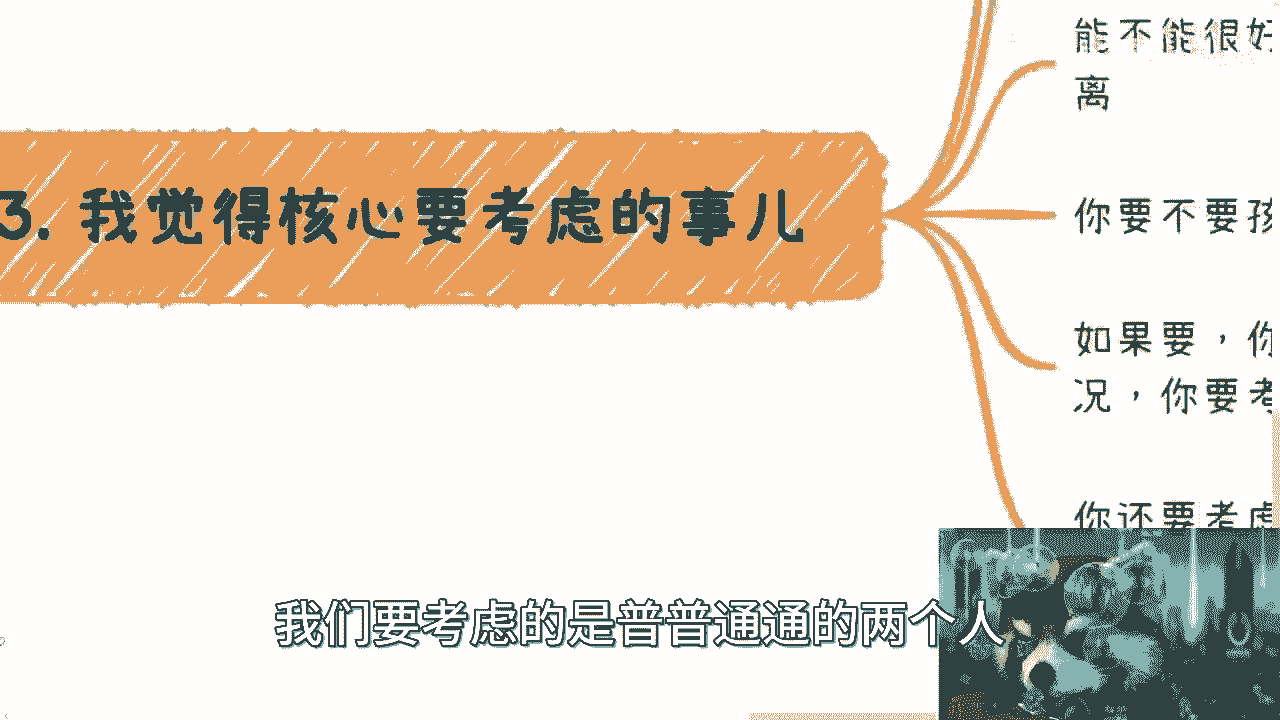 能不能很好
离
3. 我觉得核心要考虑的事儿
你要不要孩
如果要，你
况，你要考
你还要考虑
我们要考虑的是普普通通的两个人